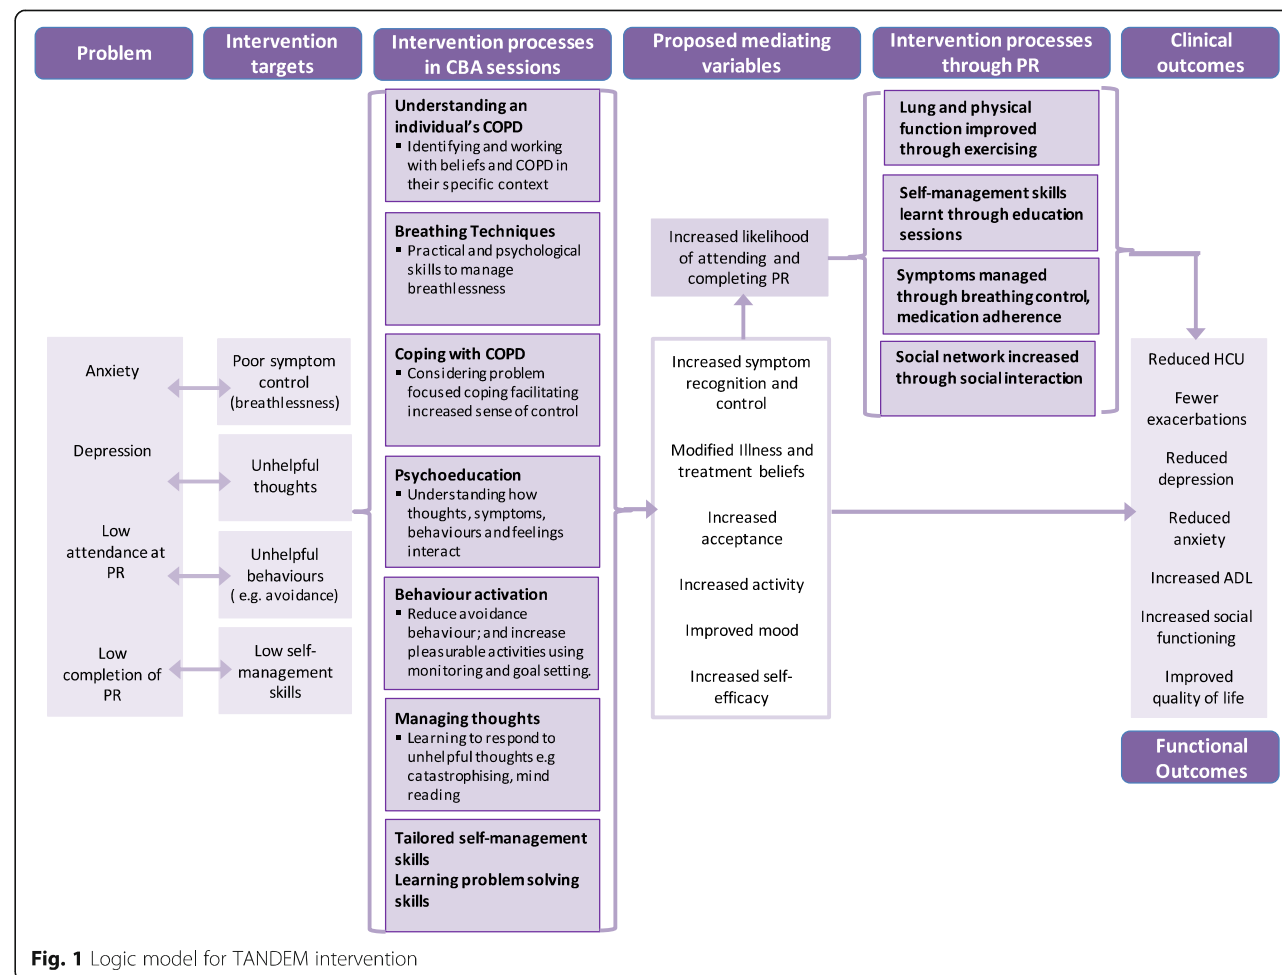 Problem
Intervention
targets
Intervention processes
in CBA sessions
Proposed mediating
variables
Intervention processes
through PR
Clinical
outcomes
Anxiety
Depression
Low
attendance at
PR
Low
completion of
PR
Poor symptom
control
(breathlessness)
Unhelpful
thoughts
Unhelpful
behaviours
( e.g. avoidance)
Low self-
management
skills
Understanding an
individual's COPD
▪ Identifying and working
with beliefs and COPD in
their specific context
Breathing Techniques
▪ Practical and psychological
skills to manage
breathlessness
Coping with COPD
▪ Considering problem
focused coping facilitating
increased sense of control
Psychoeducation
▪ Understanding how
thoughts, symptoms,
behaviours and feelings
interact
Behaviour activation
▪ Reduce avoidance
behaviour; and increase
pleasurable activities using
monitoring and goal setting.
Managing thoughts
▪ Learning to respond to
unhelpful thoughts e.g
catastrophising, mind
reading
Tailored self-management
skills
Learning problem solving
skills
Increased likelihood
of attending and
completing PR
Increased symptom
recognition and
control
Modified Illness and
treatment beliefs
Increased
acceptance
Increased activity
Improved mood
Increased self-
efficacy
Lung and physical
function improved
through exercising
Self-management skills
learnt through education
sessions
Symptoms managed
through breathing control,
medication adherence
Social network increased
through social interaction
Reduced HCU
Fewer
exacerbations
Reduced
depression
Reduced
anxiety
Increased ADL
Increased social
functioning
Improved
quality of life
Functional
Outcomes
Fig. 1 Logic model for TANDEM intervention